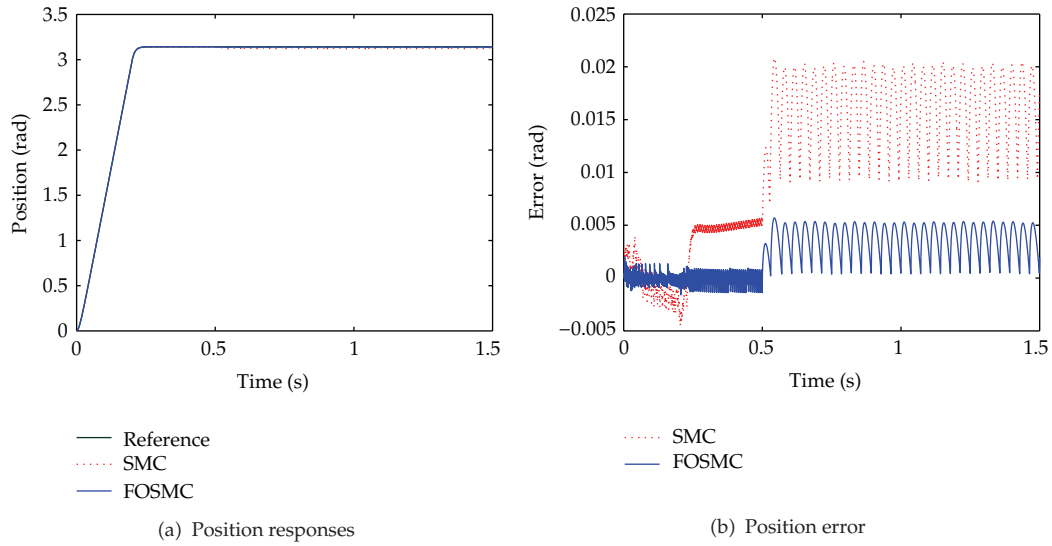 3.5
3
2.5
2
1.5
1
0.5
0
Position (rad)
0
0.5
1
1.5
Time (s)
Reference
SMC
FOSMC
(a) Position responses
0.025
0.02
0.015
0.01
0.005
0
−0.005
Error (rad)
0
0.5
1
1.5
Time (s)
SMC
FOSMC
(b) Position error